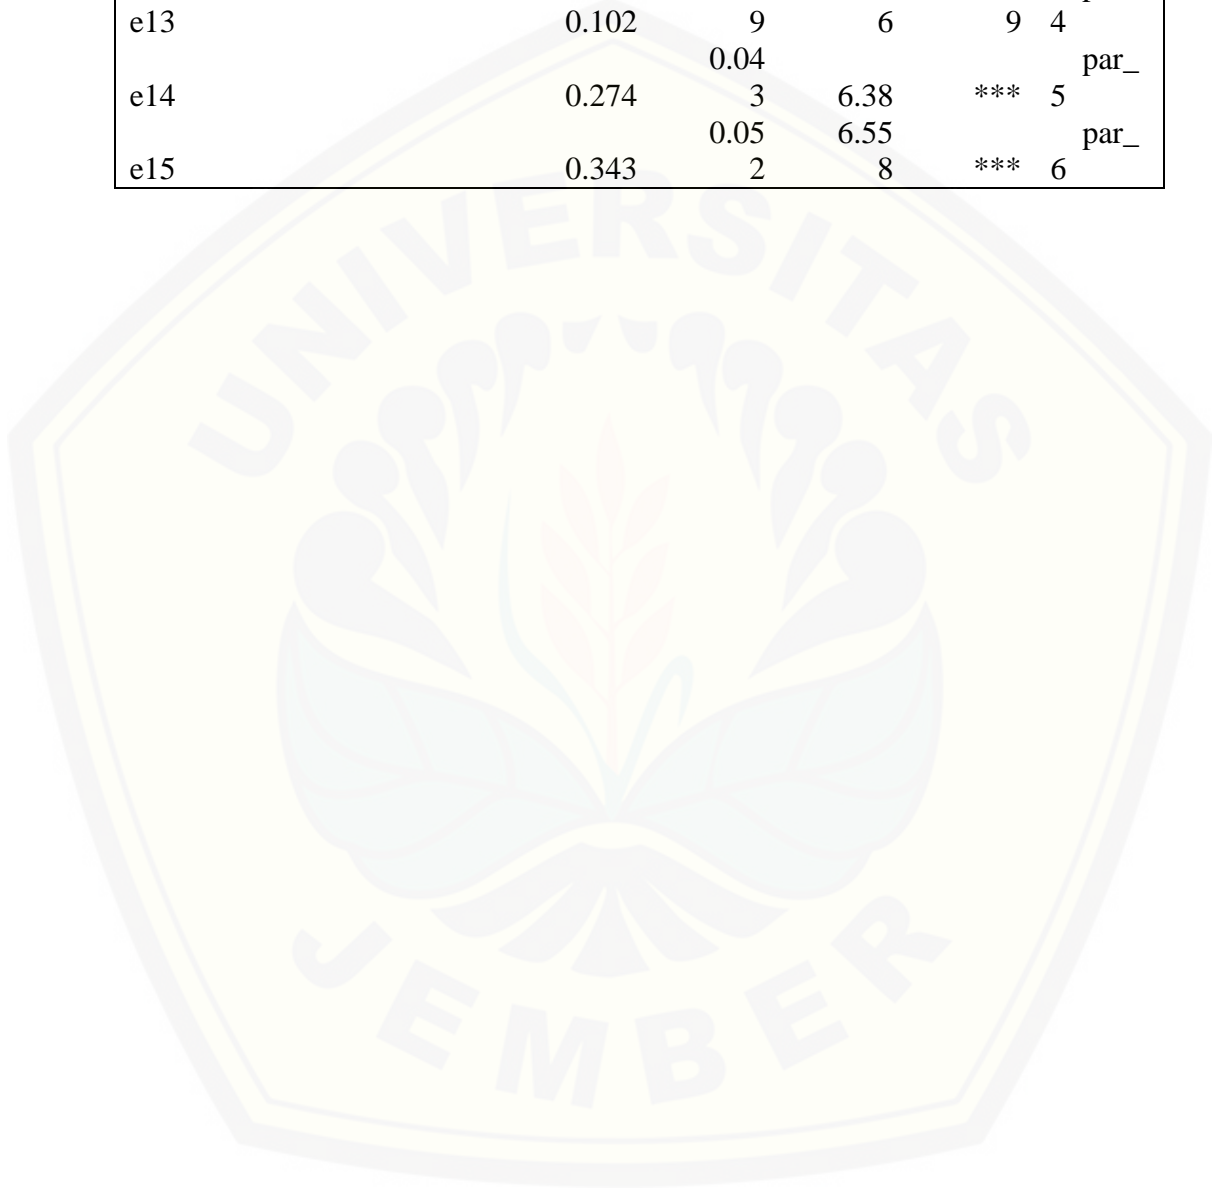 e13 0.102 9 6 9 4
0.04 par_
e14 0.274 3 6.38 *** 5
0.05 6.55 par_
e15 0.343 2 8 *** 6
UNIVERSITAS
JEMBER